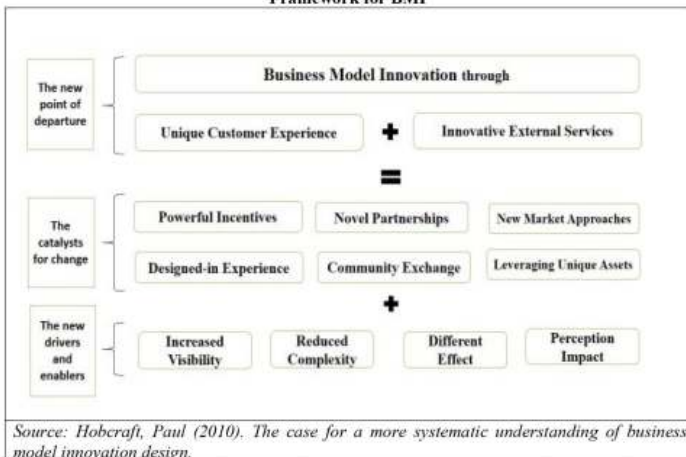 Framework for BMI
The new
point of
departure
Business Model Innovation through
Unique Customer Experience
+
Innovative External Services
=
The
catalysts
for change
Powerful Incentives
Novel Partnerships
New Market Approaches
Designed-in Experience
Community Exchange
Leveraging Unique Assets
+
The new
drivers
and
enablers
Increased
Visibility
Reduced
Complexity
Different
Effect
Perception
Impact
Source: Hobcraft, Paul (2010). The case for a more systematic understanding of business
model innovation design.